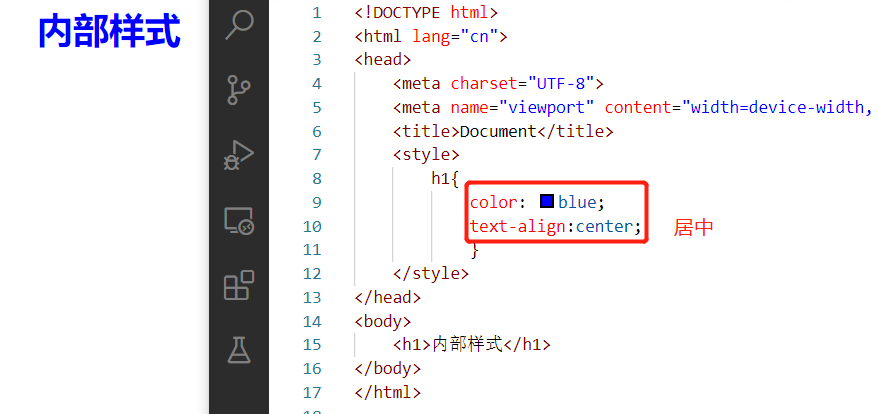 内部样式
1 <!DOCTYPE html>
2 <html lang="cn">
3 <head>
4 <meta charset="UTF-8">
5 <meta name="viewport" content="width=device-width,
6 <title>Document</title>
7 <style>
8 h1{
9 color: blue;
10 text-align:center; 居中
11 }
12 </style>
13 </head>
14 <body>
15 <h1>内部样式</h1>
16 </body>
17 </html>